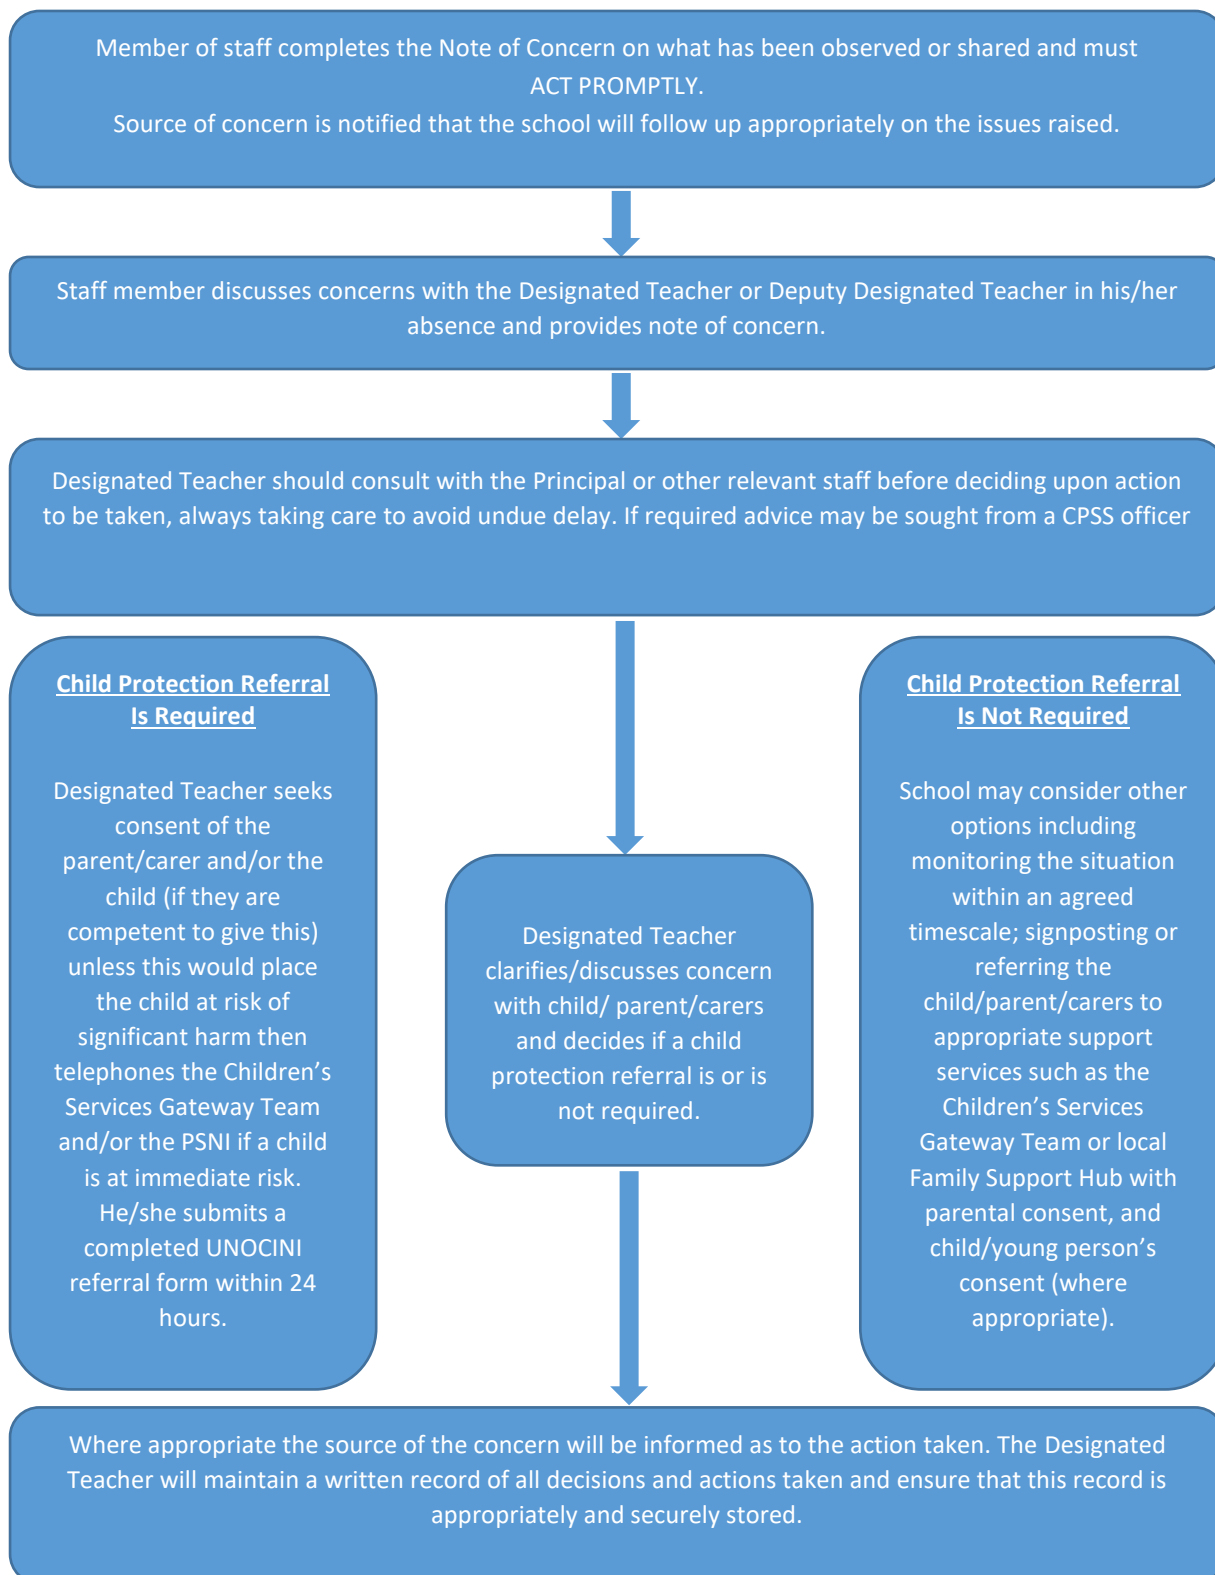 Member of staff completes the Note of Concern on what has been observed or shared and must
ACT PROMPTLY.
Source of concern is notified that the school will follow up appropriately on the issues raised.
Staff member discusses concerns with the Designated Teacher or Deputy Designated Teacher in his/her
absence and provides note of concern.
Designated Teacher should consult with the Principal or other relevant staff before deciding upon action
to be taken, always taking care to avoid undue delay. If required advice may be sought from a CPSS officer
Child Protection Referral
Is Required
Designated Teacher seeks
consent of the
parent/carer and/or the
child (if they are
competent to give this)
unless this would place
the child at risk of
significant harm then
telephones the Children’s
Services Gateway Team
and/or the PSNI if a child
is at immediate risk.
He/she submits a
completed UNOCINI
referral form within 24
hours.
Designated Teacher
clarifies/discusses concern
with child/ parent/carers
and decides if a child
protection referral is or is
not required.
Child Protection Referral
Is Not Required
School may consider other
options including
monitoring the situation
within an agreed
timescale; signposting or
referring the
child/parent/carers to
appropriate support
services such as the
Children’s Services
Gateway Team or local
Family Support Hub with
parental consent, and
child/young person’s
consent (where
appropriate).
Where appropriate the source of the concern will be informed as to the action taken. The Designated
Teacher will maintain a written record of all decisions and actions taken and ensure that this record is
appropriately and securely stored.